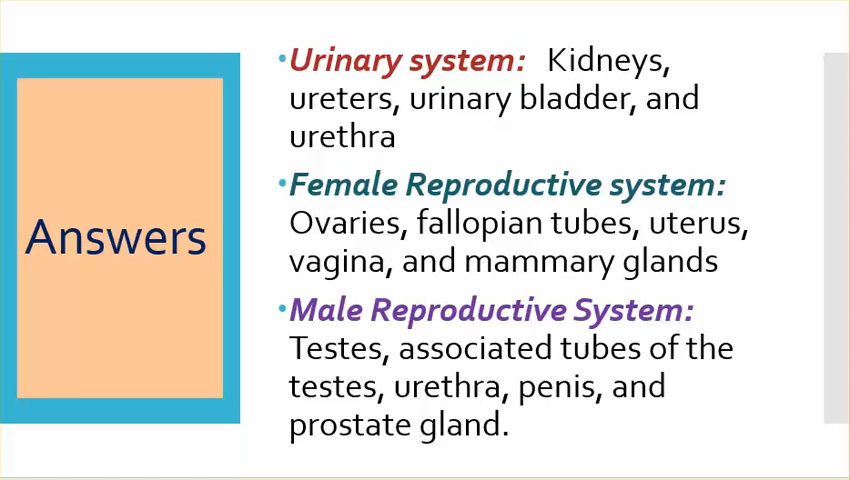 Answers
•Urinary system: Kidneys,
ureters, urinary bladder, and
urethra
•Female Reproductive system:
Ovaries, fallopian tubes, uterus,
vagina, and mammary glands
•Male Reproductive System:
Testes, associated tubes of the
testes, urethra, penis, and
prostate gland.